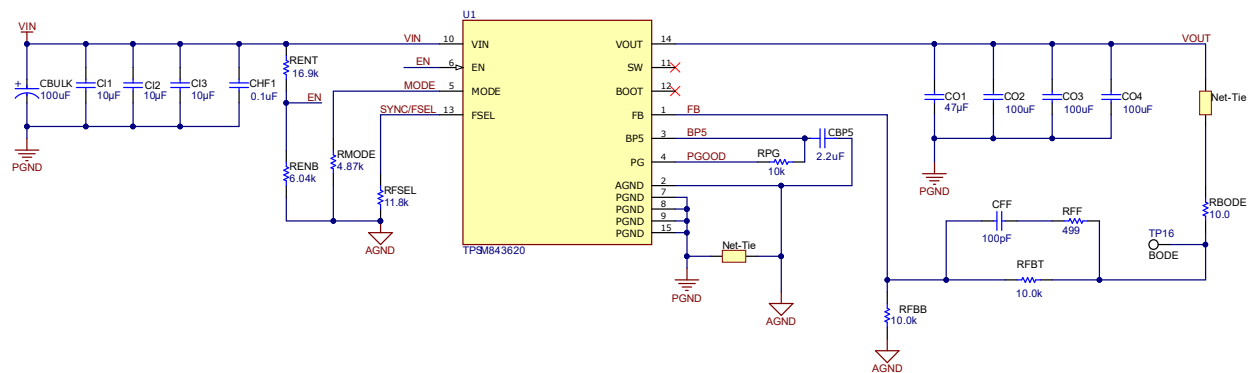 VIN
CBULK
100uF
CI1
10µF
CI2
10µF
CI3
10µF
CHF1
0.1uF
PGND
RENT
16.9k
EN
RENB
6.04k
RMODE
4.87k
RFSEL
11.8k
AGND
VIN
EN
MODE
SYNC/FSEL
10
6
5
13
U1
VIN
EN
MODE
FSEL
VOUT
SW
BOOT
FB
BP5
PG
AGND
PGND
PGND
PGND
PGND
TPSM843620
14
11
12
1
3
4
2
7
8
9
15
FB
BP5
PGOOD
RPG
10k
CBP5
2.2uF
Net-Tie
PGND
AGND
VOUT
CO1
47µF
CO2
100uF
CO3
100uF
CO4
100uF
PGND
Net-Tie
RBODE
10.0
TP16
BODE
CFF
100pF
RFF
499
RFBT
10.0k
RFBB
10.0k
AGND